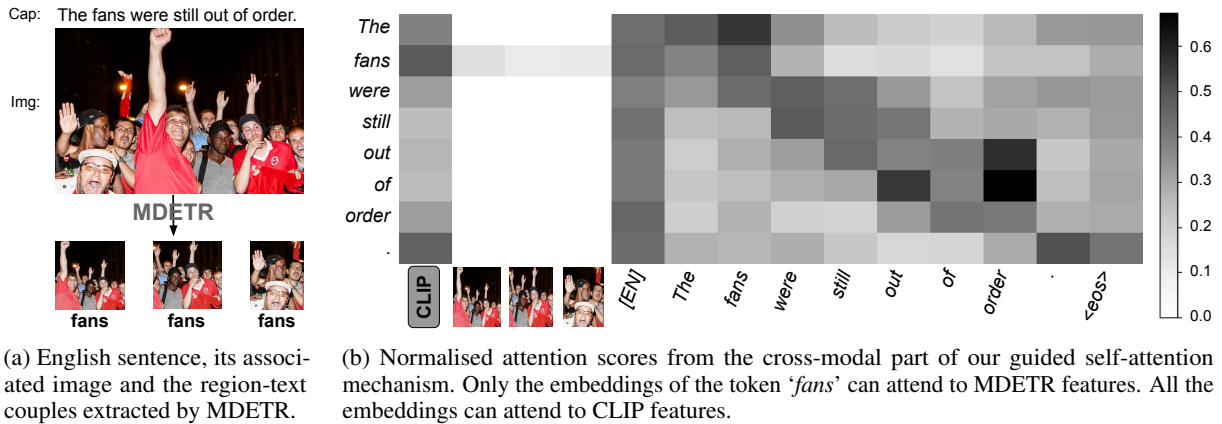 Cap: The fans were still out of order.
Img:
MDETR
fans fans fans
(a) English sentence, its associ-
ated image and the region-text
couples extracted by MDETR.
The
fans
were
still
out
of
order
.
CLIP
[EN] The fans were still out of order . <eos>
0.6
0.5
0.4
0.3
0.2
0.1
0.0
(b) Normalised attention scores from the cross-modal part of our guided self-attention
mechanism. Only the embeddings of the token ‘fans’ can attend to MDETR features. All the
embeddings can attend to CLIP features.